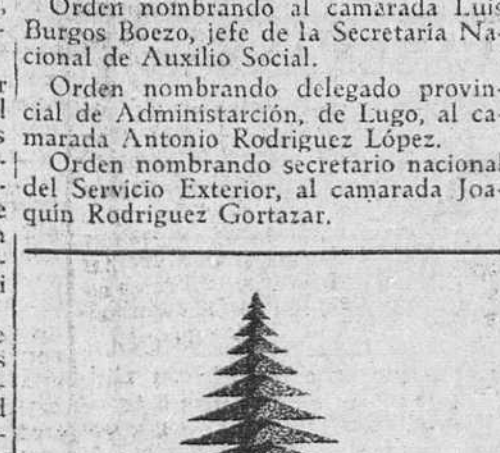 Orden nombrando al camarada Luis
Burgos Boezo, jefe de la Secretaría Na-
cional de Auxilio Social.
Orden nombrando delegado provin-
cial de Administarción, de Lugo, al ca-
marada Antonio Rodriguez López.
Orden nombrando secretario nacional
del Servicio Exterior, al camarada Joa-
quín Rodriguez Gortazar.